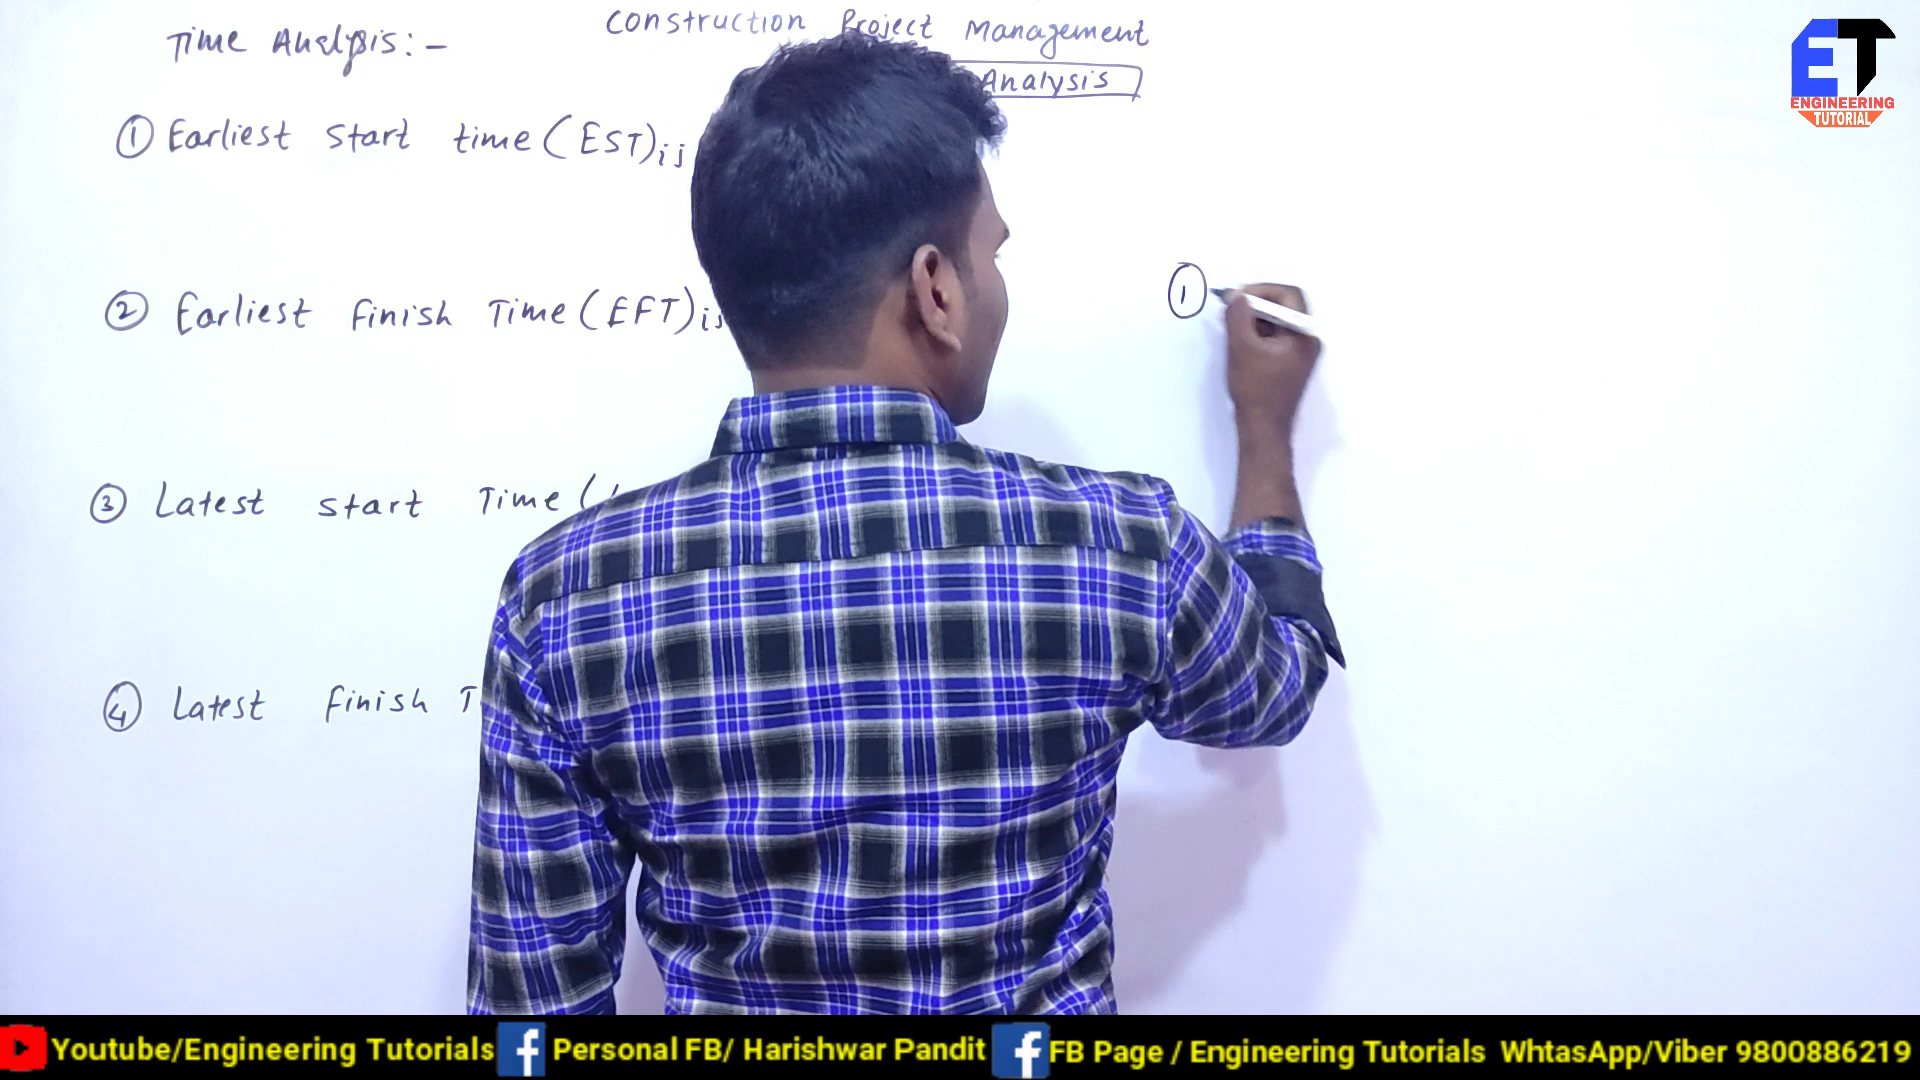 Construction Project Management
Time Analysis:-
Analysis
① Earliest start time (EST)ij
② Earliest Finish Time (EFT)ij
③ Latest start Time (
④ Latest Finish T
①
ET
ENGINEERING
TUTORIAL
Youtube/Engineering Tutorials f Personal FB/ Harishwar Pandit f FB Page / Engineering Tutorials WhtasApp/Viber 9800886219